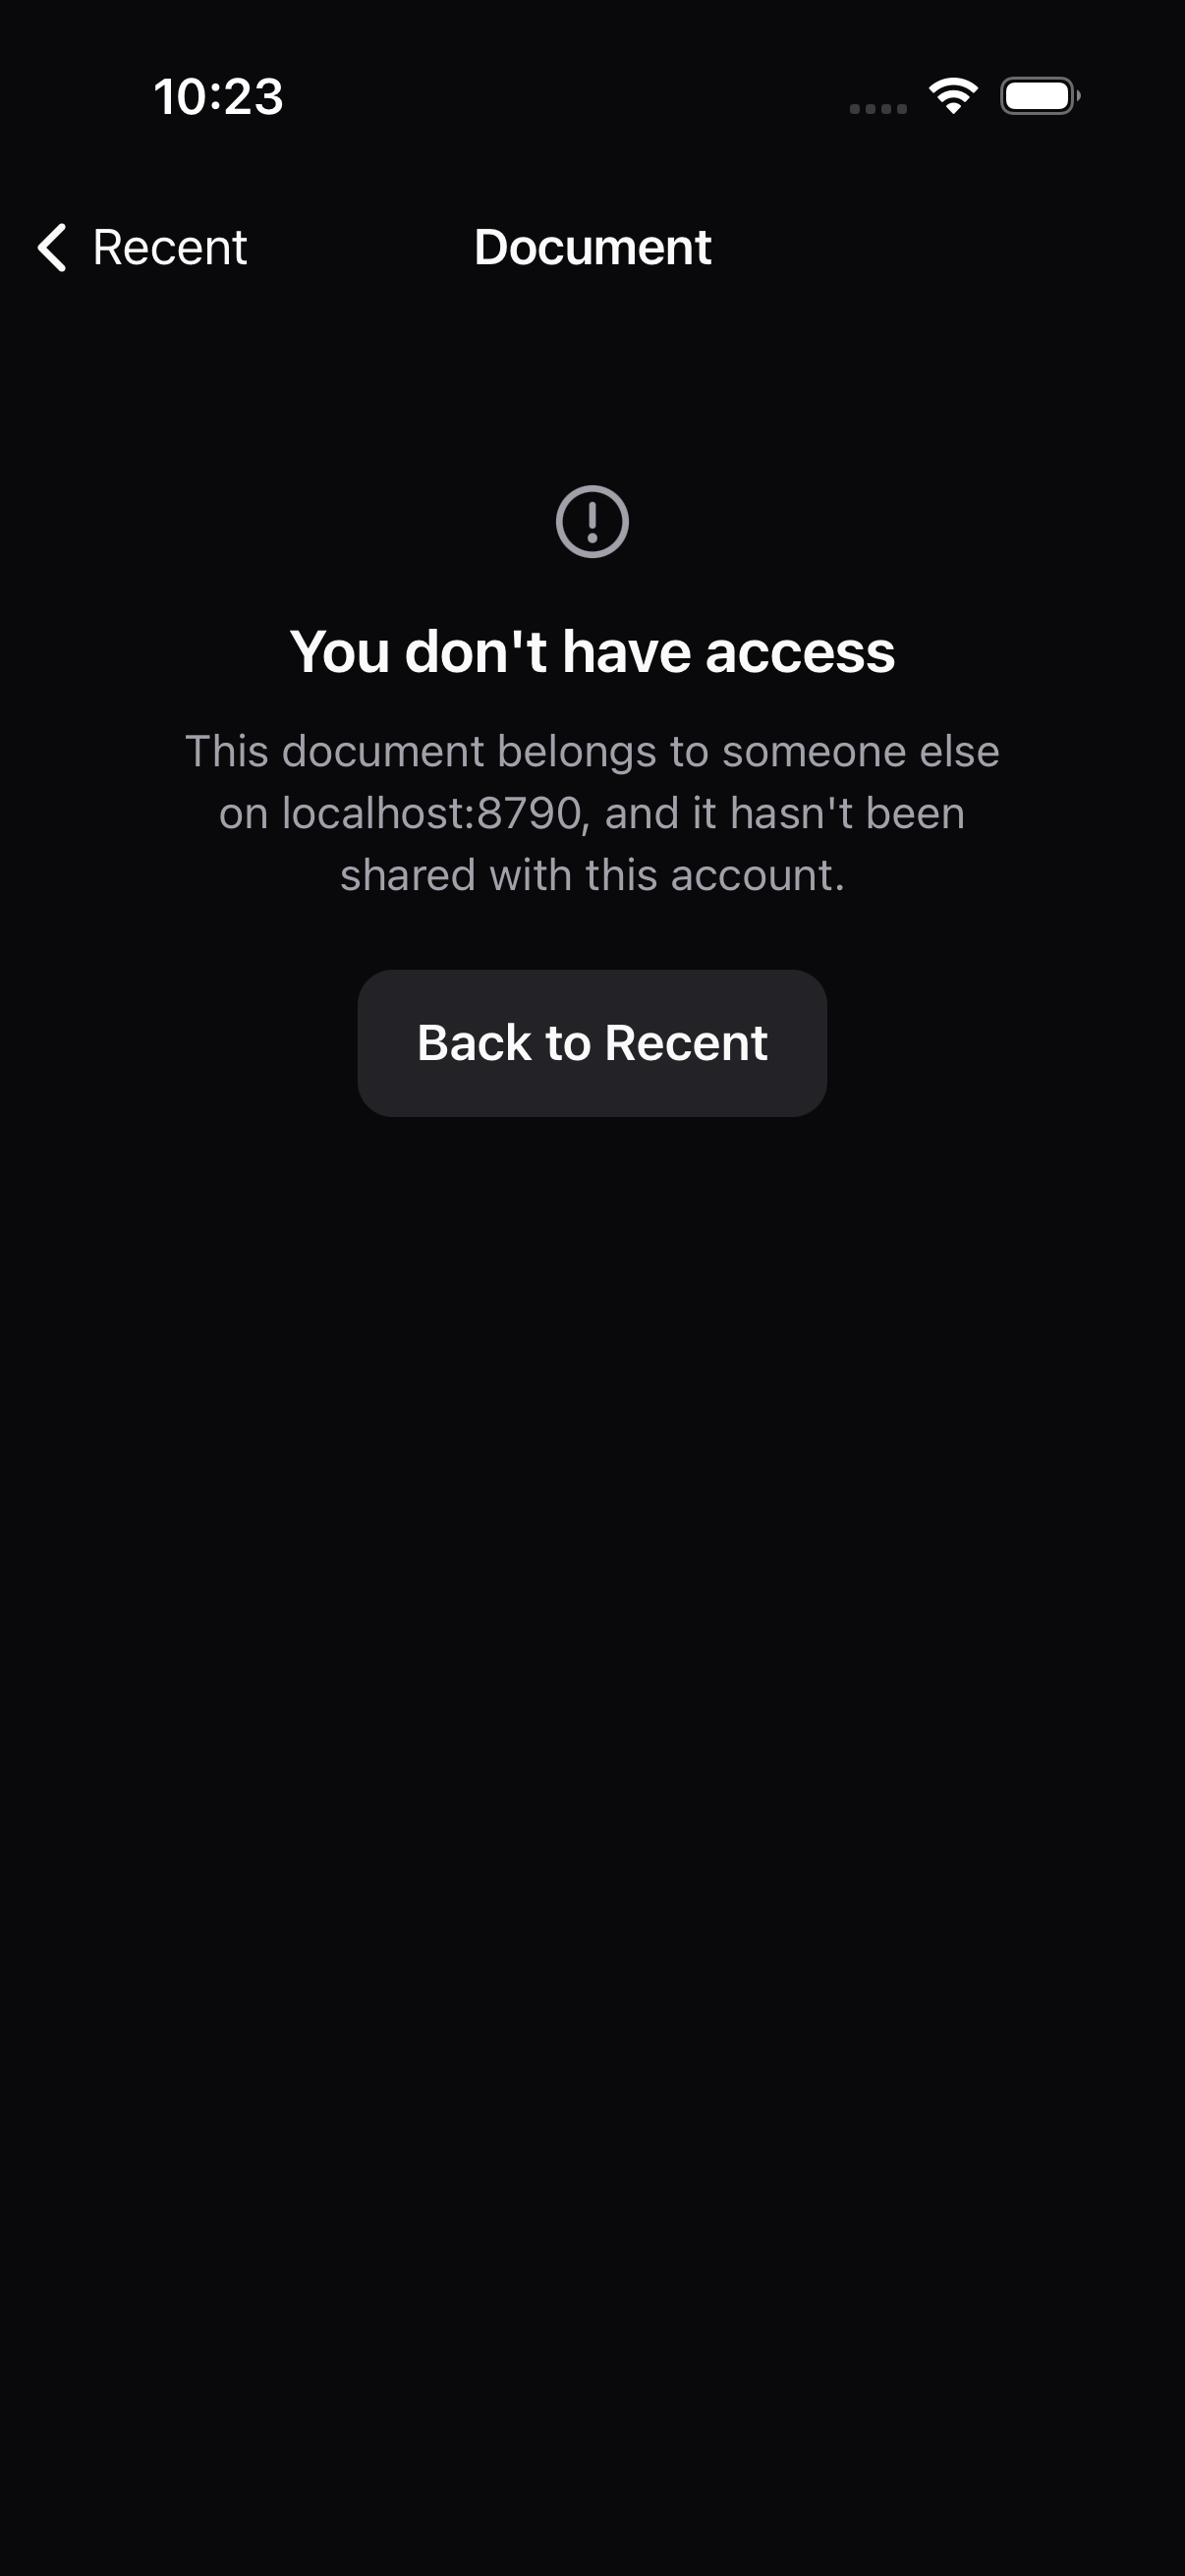 10:23
Recent
Document
You don't have access
This document belongs to someone else
on localhost:8790, and it hasn't been
shared with this account.
Back to Recent